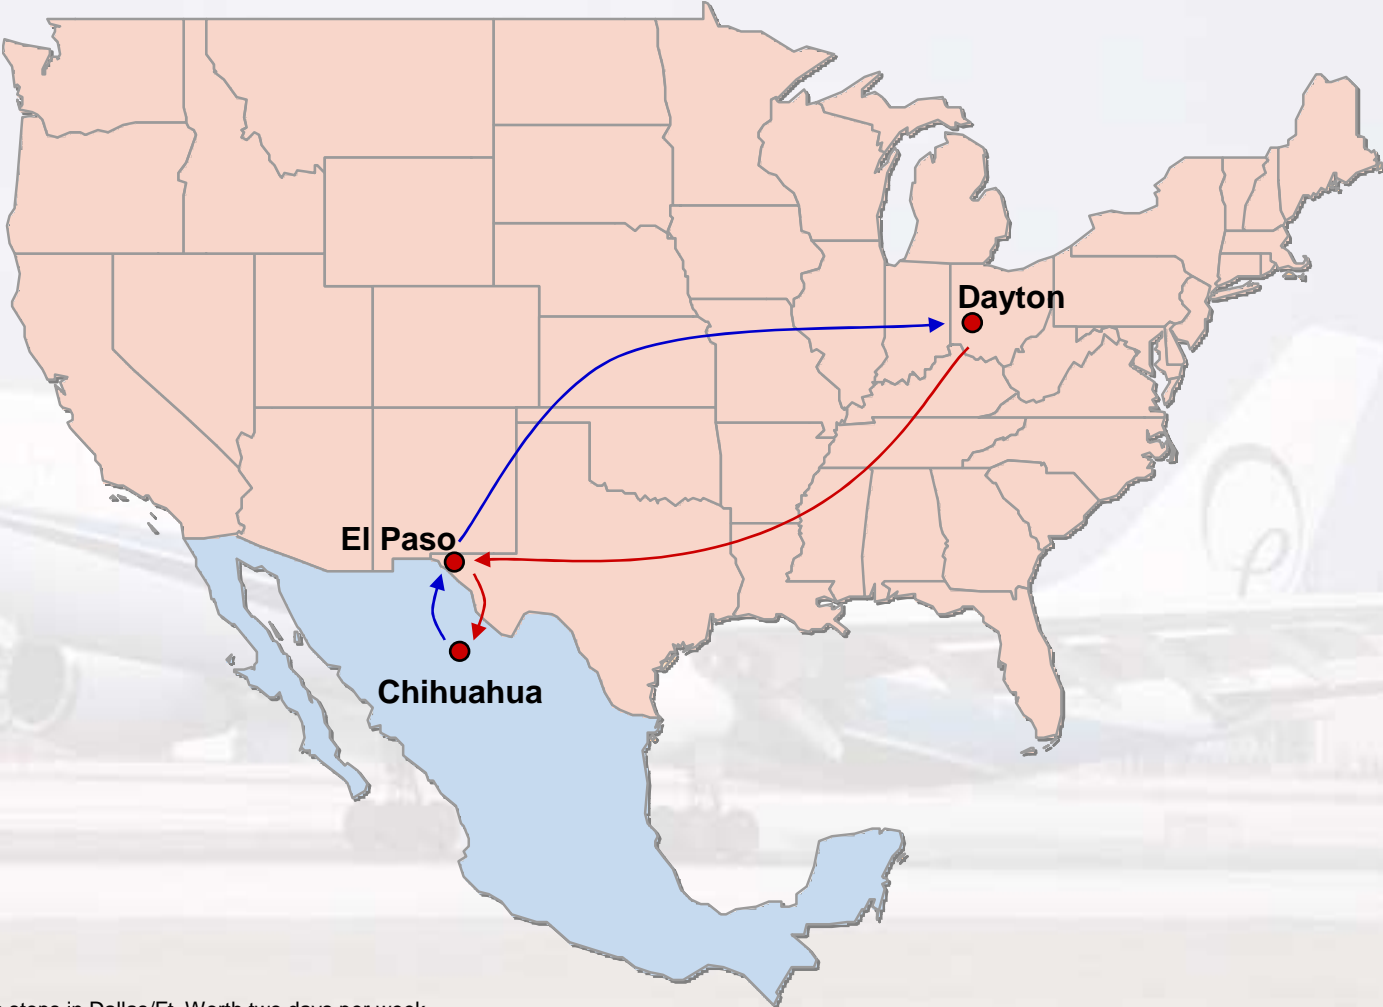 Dayton
El Paso
Chihuahua
stops in Dallas/Ft. Worth two days per week